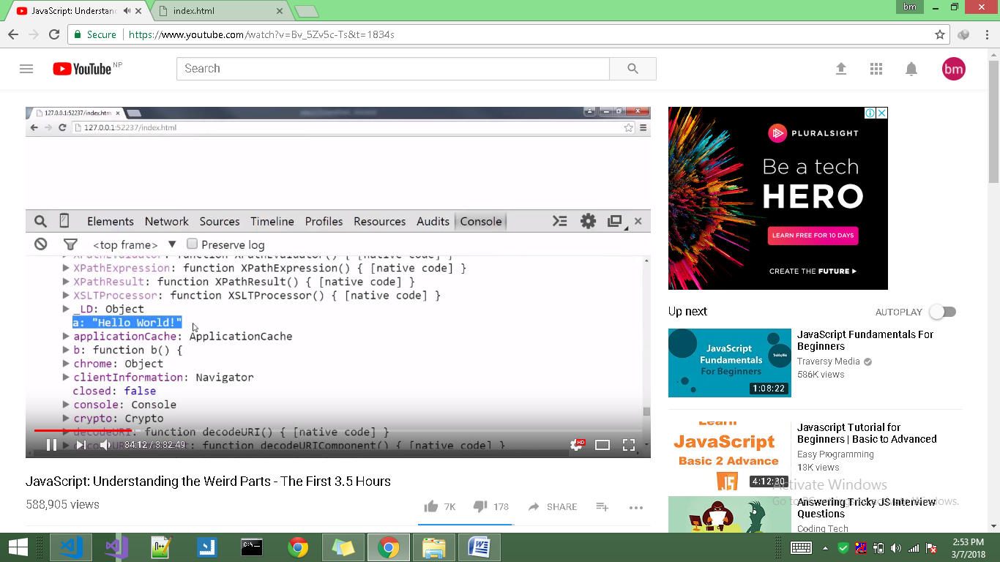 JavaScript: Understanc
index.html
bm
Secure
https://www.youtube.com/watch?v=Bv_5Zv5c-Ts&t=1834s
YouTube NP
Search
bm
127.0.0.1:52237/index.htm
127.0.0.1:52237/index.html
Elements Network Sources Timeline Profiles Resources Audits Console
<top frame> Preserve log
XPathEvaluator: function XPathEvaluator() { [native code] }
XPathExpression: function XPathExpression() { [native code] }
XPathResult: function XPathResult() { [native code] }
XSLTProcessor: function XSLTProcessor() { [native code] }
_LD: Object
a: "Hello World!"
applicationCache: ApplicationCache
b: function b() {
chrome: Object
clientInformation: Navigator
closed: false
console: Console
crypto: Crypto
decodeURI: function decodeURI() { [native code] }
function decodeURIComponent() { [native code] }
34:12 / 3:32:49
HD
JavaScript: Understanding the Weird Parts - The First 3.5 Hours
588,905 views
7K
178
SHARE
PLURALSIGHT
Be a tech
HERO
LEARN FREE FOR 10 DAYS
CREATE THE FUTURE
Up next
AUTOPLAY
JavaScript
Fundamentals
For Beginners
1:08:22
JavaScript Fundamentals For
Beginners
Traversy Media
586K views
Learn
JavaScript
Basic 2 Advance
4:12:30
Javascript Tutorial for
Beginners | Basic to Advanced
Easy Programming
13K views
Activate Windows
Go to PC settings to activate Windows.
Answering Tricky JS Interview
Questions
Coding Tech
2:53 PM
3/7/2018